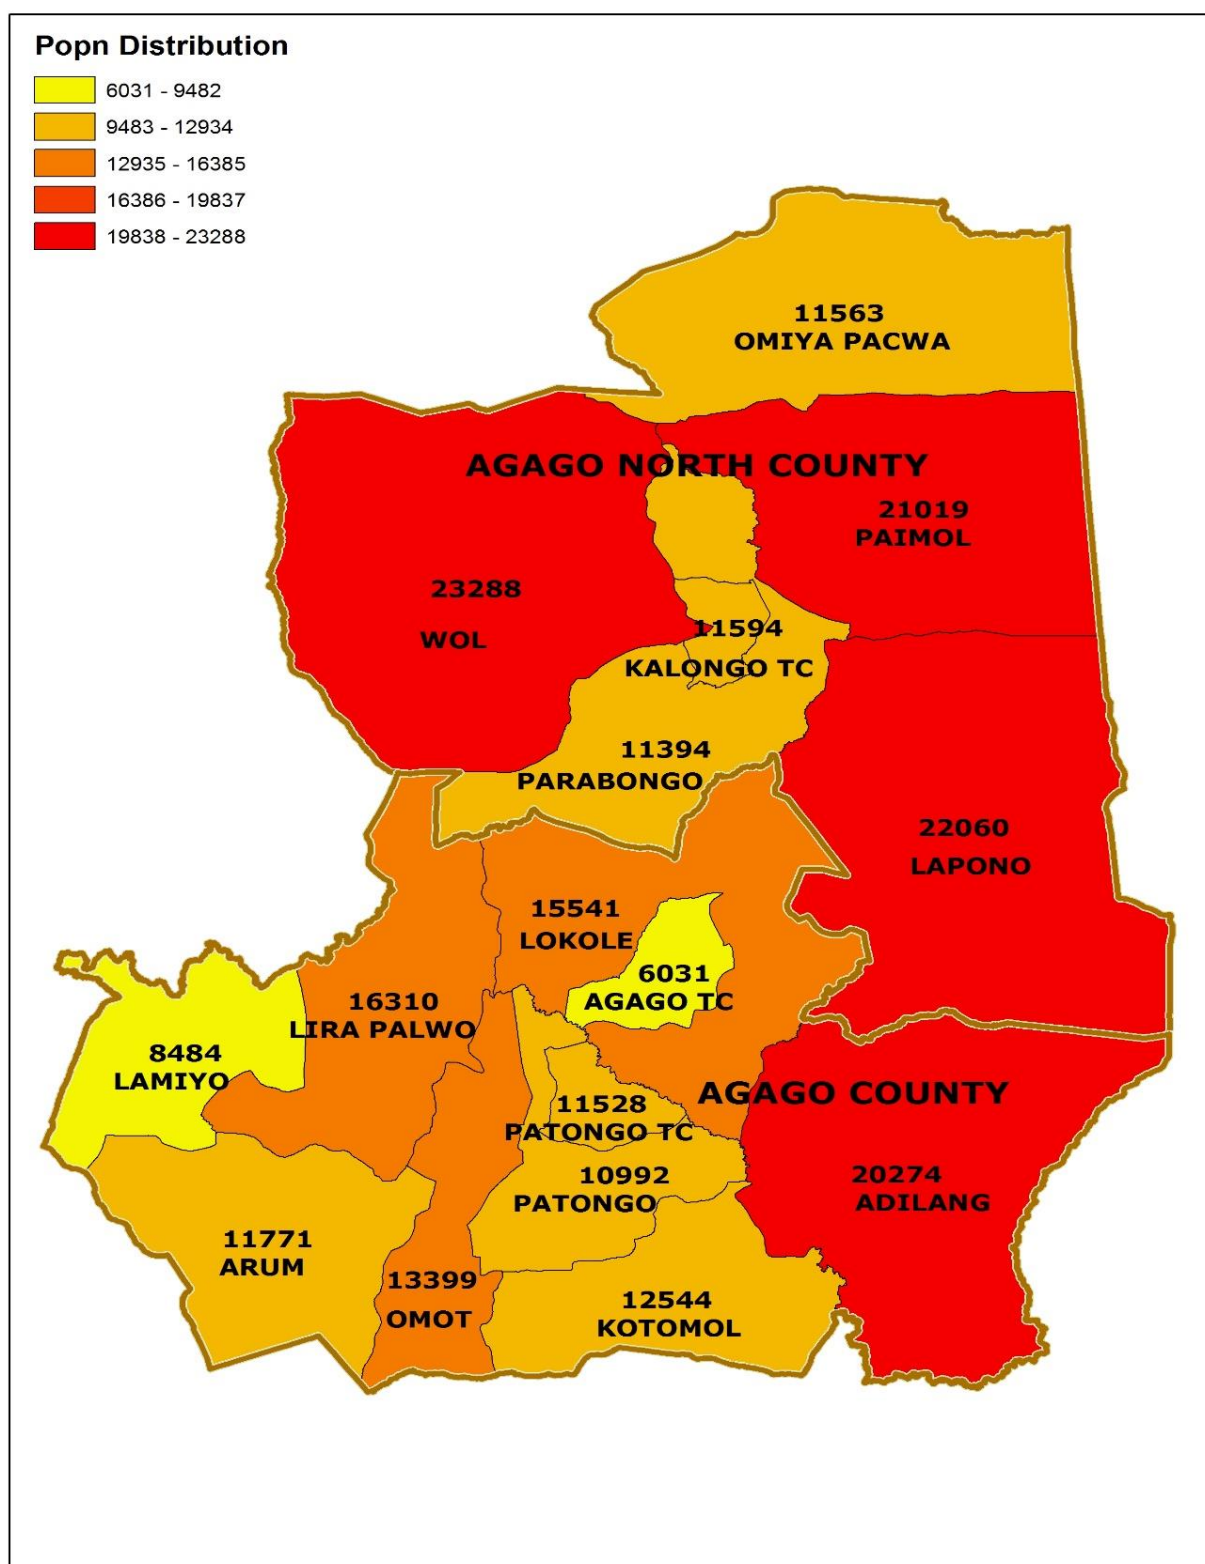 Popn Distribution
6031 - 9482
9483 - 12934
12935 - 16385
16386 - 19837
19838 - 23288
11563
OMIYA PACWA
AGAGO NORTH COUNTY
21019
PAIMOL
23288
WOL
11594
KALONGO TC
11394
PARABONGO
22060
LAPONO
15541
LOKOLE
6031
AGAGO TC
16310
LIRA PALWO
8484
LAMIYO
AGAGO COUNTY
11528
PATONGO TC
10992
PATONGO
20274
ADILANG
11771
ARUM
13399
OMOT
12544
KOTOMOL